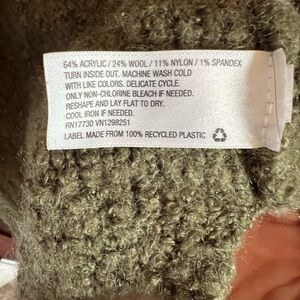 64% ACRYLIC / 24% WOOL / 11% NYLON / 1% SPANDEX
TURN INSIDE OUT. MACHINE WASH COLD
WITH LIKE COLORS. DELICATE CYCLE.
ONLY NON-CHLORINE BLEACH IF NEEDED.
RESHAPE AND LAY FLAT TO DRY.
COOL IRON IF NEEDED.
RN17730 VN1298251
LABEL MADE FROM 100% RECYCLED PLASTIC